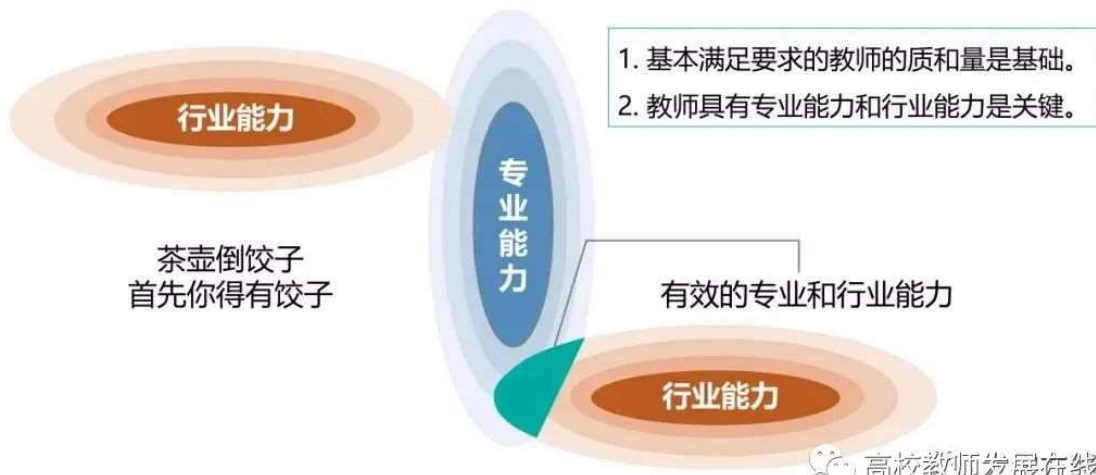 1. 基本满足要求的教师的质和量是基础。
2. 教师具有专业能力和行业能力是关键。
行业能力
专业能力
茶壶倒饺子
首先你得有饺子
有效的专业和行业能力
行业能力
高校教师发展在线